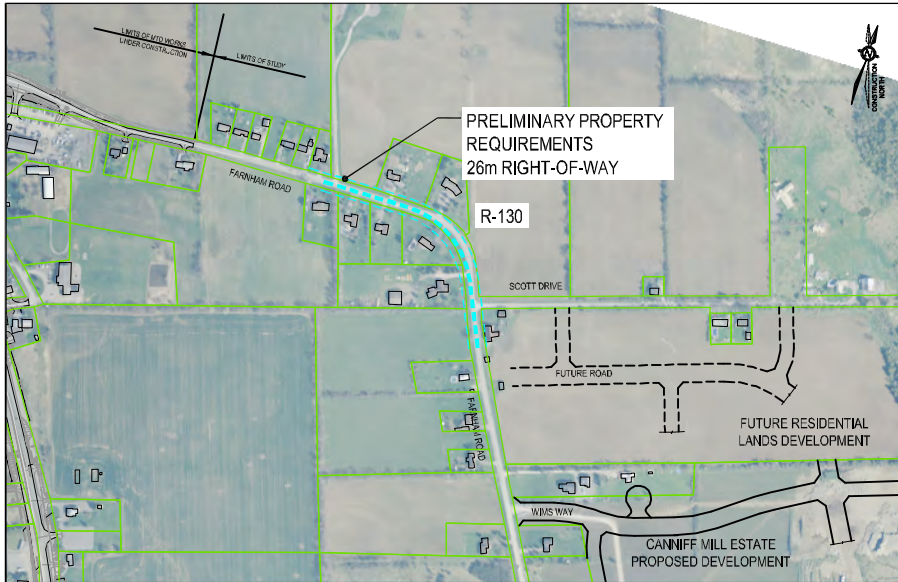 LIMITS OF MTO WORKS
UNDER CONSTRUCTION
LIMITS OF STUDY
N
CONSTRUCTION
NORTH
PRELIMINARY PROPERTY
REQUIREMENTS
26m RIGHT-OF-WAY
FARNHAM ROAD
R-130
SCOTT DRIVE
FUTURE ROAD
FARNHAM ROAD
FUTURE RESIDENTIAL
LANDS DEVELOPMENT
WIMS WAY
CANNIFF MILL ESTATE
PROPOSED DEVELOPMENT